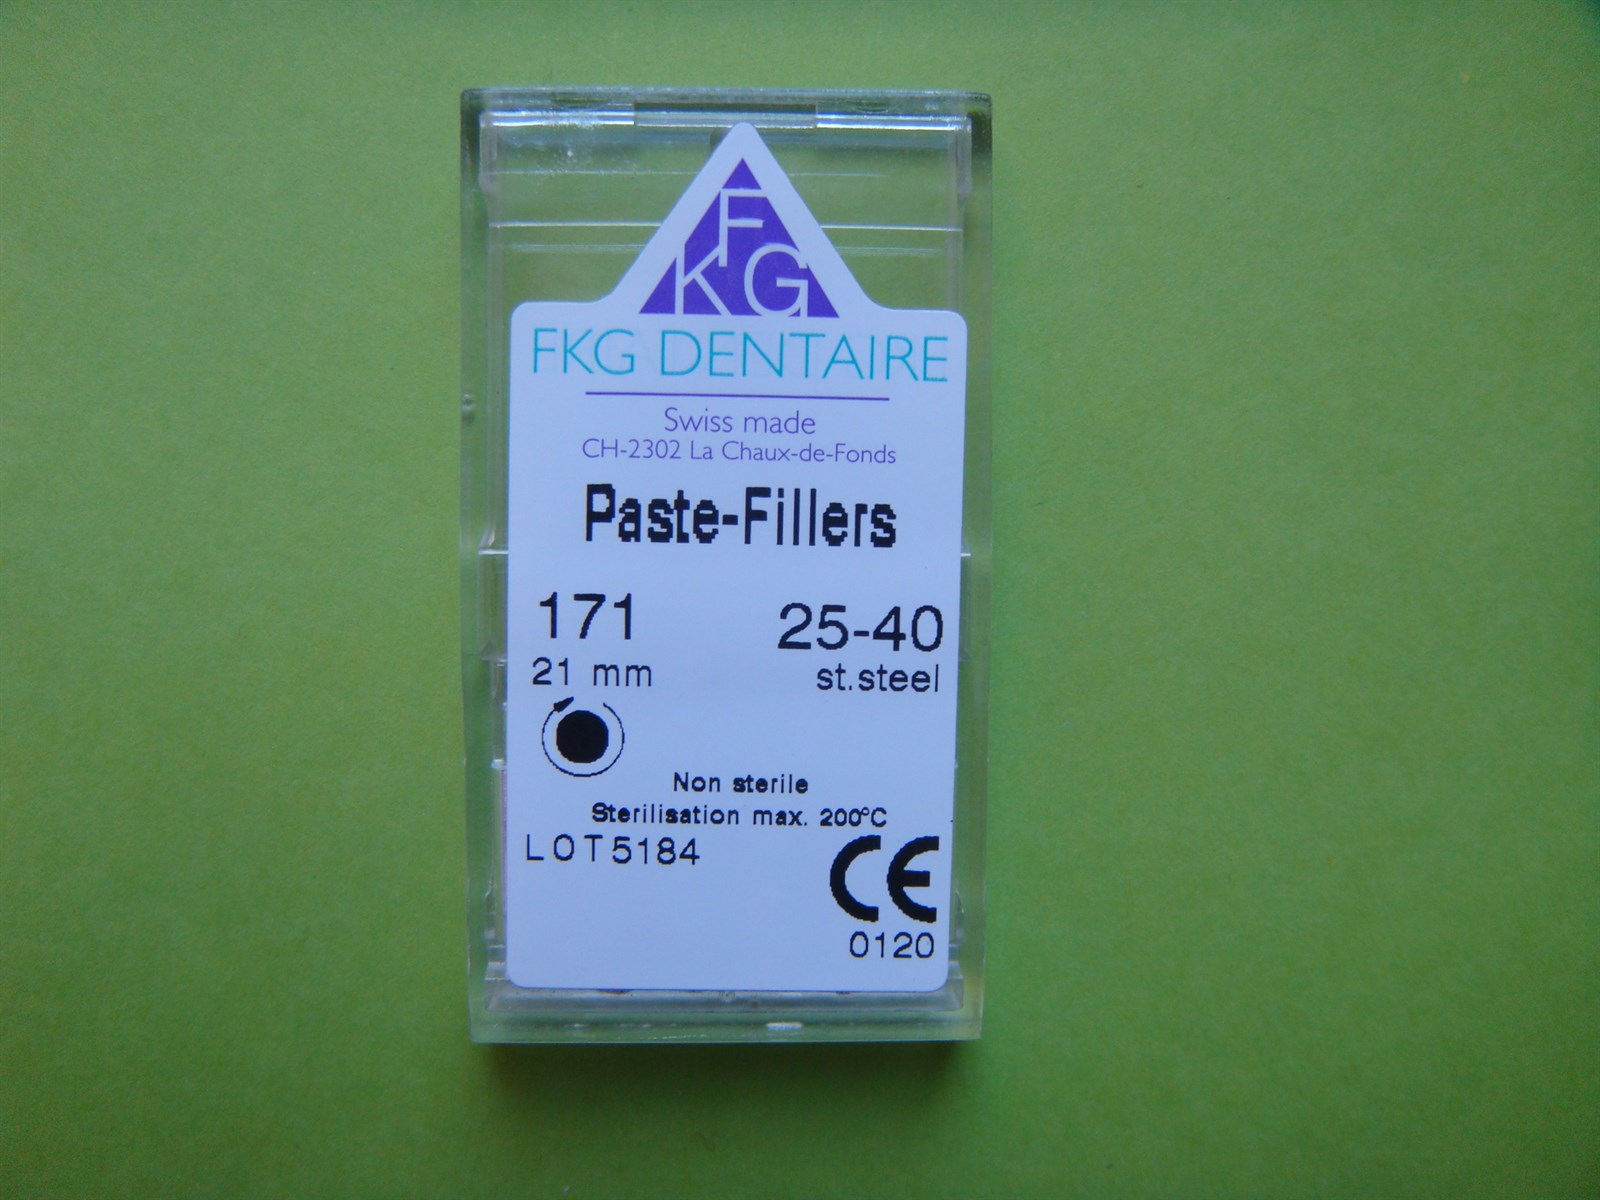 FKG
FKG DENTAIRE
Swiss made
CH-2302 La Chaux-de-Fonds
Paste-Fillers
171 25-40
21 mm st.steel
Non sterile
Sterilisation max. 200°C
LOT5184
CE
0120